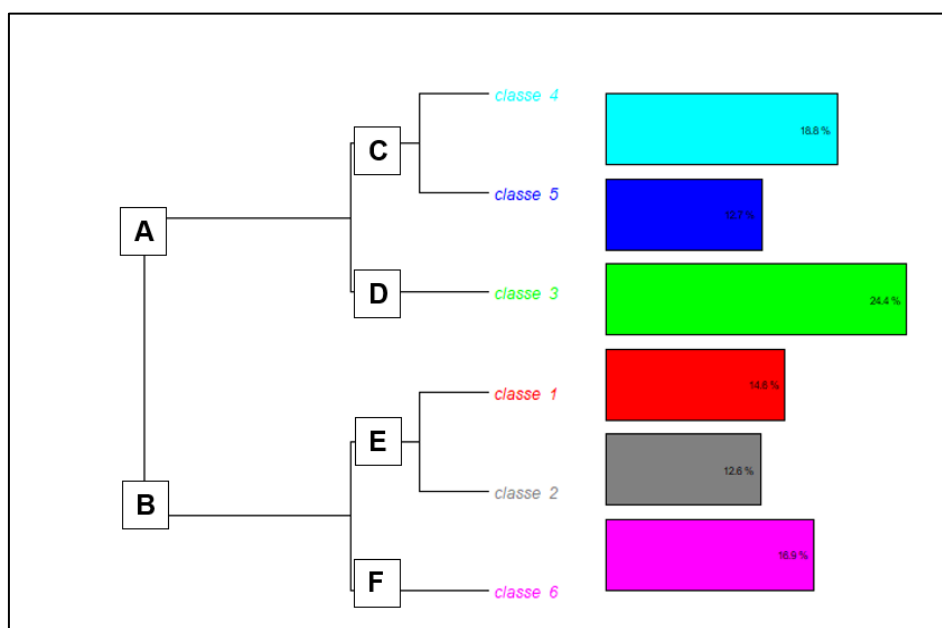 classe 4
18.8 %
C
classe 5
12.7 %
A
D
classe 3
24.4 %
classe 1
14.6 %
E
12.6 %
B
classe 2
16.9 %
F
classe 6